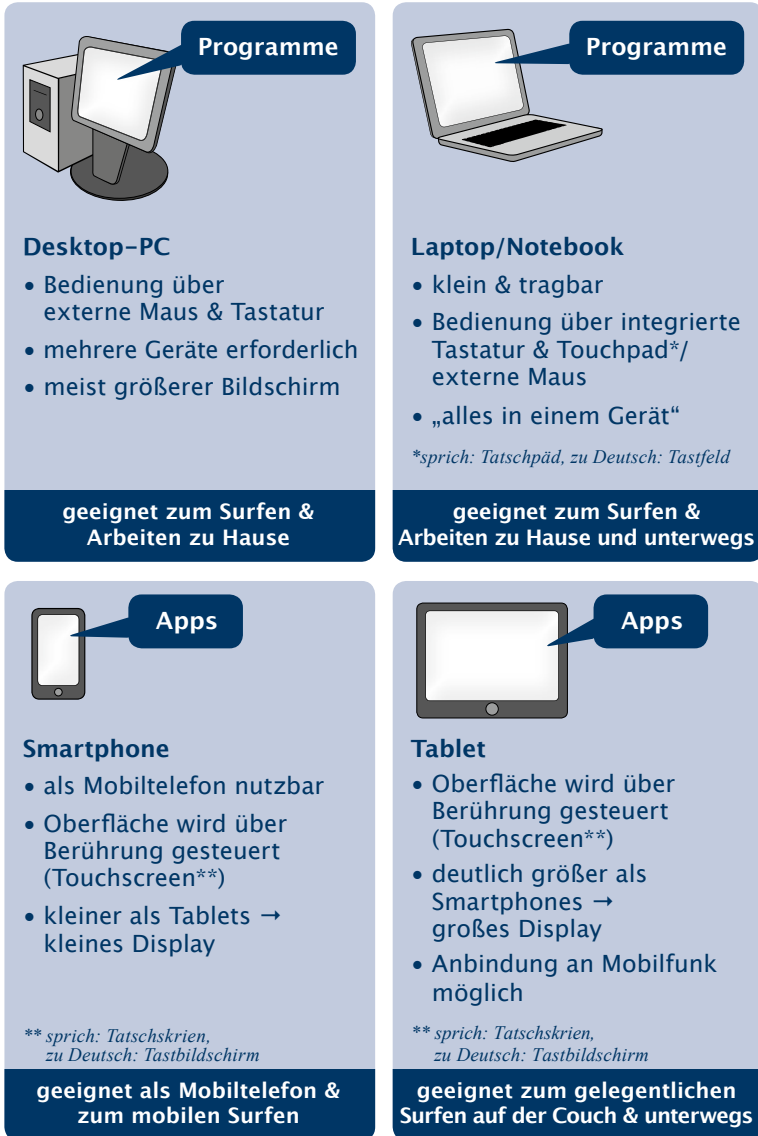 Programme
Desktop-PC
• Bedienung über
externe Maus & Tastatur
• mehrere Geräte erforderlich
• meist größerer Bildschirm
geeignet zum Surfen &
Arbeiten zu Hause
Programme
Laptop/Notebook
• klein & tragbar
• Bedienung über integrierte
Tastatur & Touchpad*/
externe Maus
• „alles in einem Gerät“
*sprich: Tatschpäd, zu Deutsch: Tastfeld
geeignet zum Surfen &
Arbeiten zu Hause und unterwegs
Apps
Smartphone
• als Mobiltelefon nutzbar
• Oberfläche wird über
Berührung gesteuert
(Touchscreen**)
• kleiner als Tablets →
kleines Display
** sprich: Tatschskrien,
zu Deutsch: Tastbildschirm
geeignet als Mobiltelefon &
zum mobilen Surfen
Apps
Tablet
• Oberfläche wird über
Berührung gesteuert
(Touchscreen**)
• deutlich größer als
Smartphones →
großes Display
• Anbindung an Mobilfunk
möglich
** sprich: Tatschskrien,
zu Deutsch: Tastbildschirm
geeignet zum gelegentlichen
Surfen auf der Couch & unterwegs